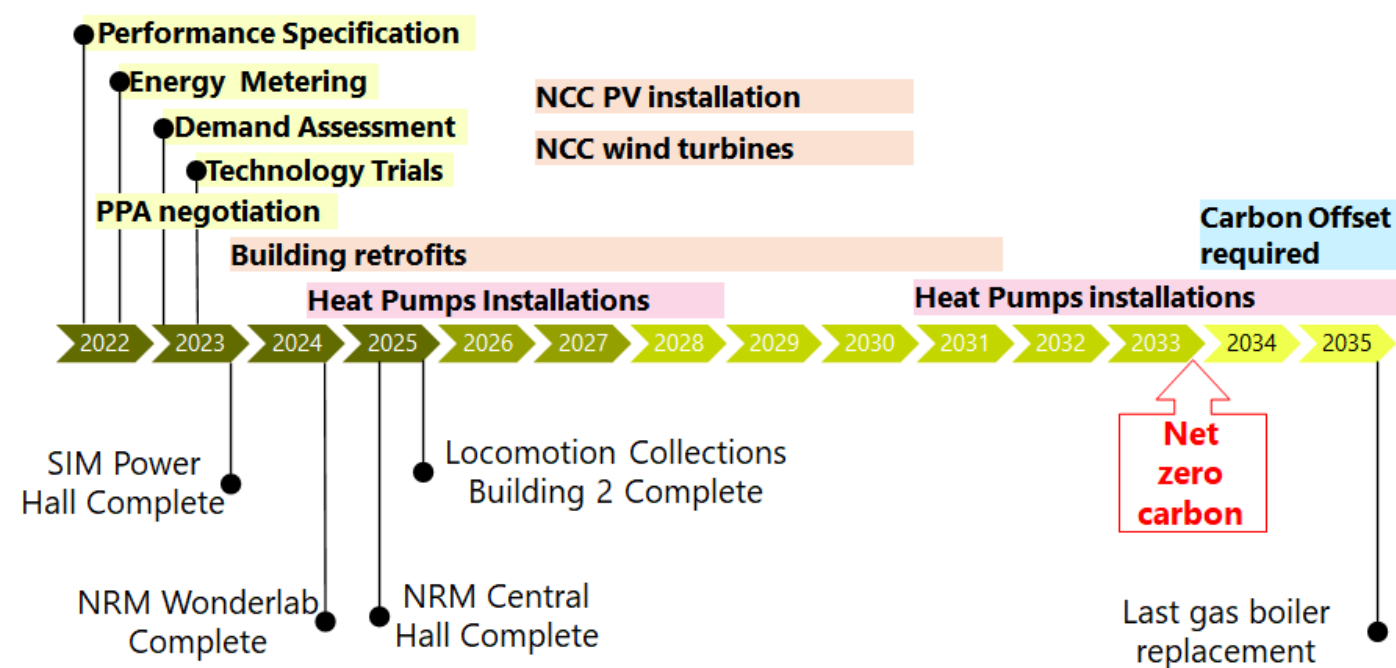 Performance Specification
Energy Metering
NCC PV installation
Demand Assessment
NCC wind turbines
Technology Trials
PPA negotiation
Carbon Offset
required
Building retrofits
Heat Pumps Installations
Heat Pumps installations
2022 2023 2024 2025 2026 2027 2028 2029 2030 2031 2032 2033 2034 2035
SIM Power
Hall Complete
Locomotion Collections
Building 2 Complete
Net
zero
carbon
NRM Wonderlab
Complete
NRM Central
Hall Complete
Last gas boiler
replacement